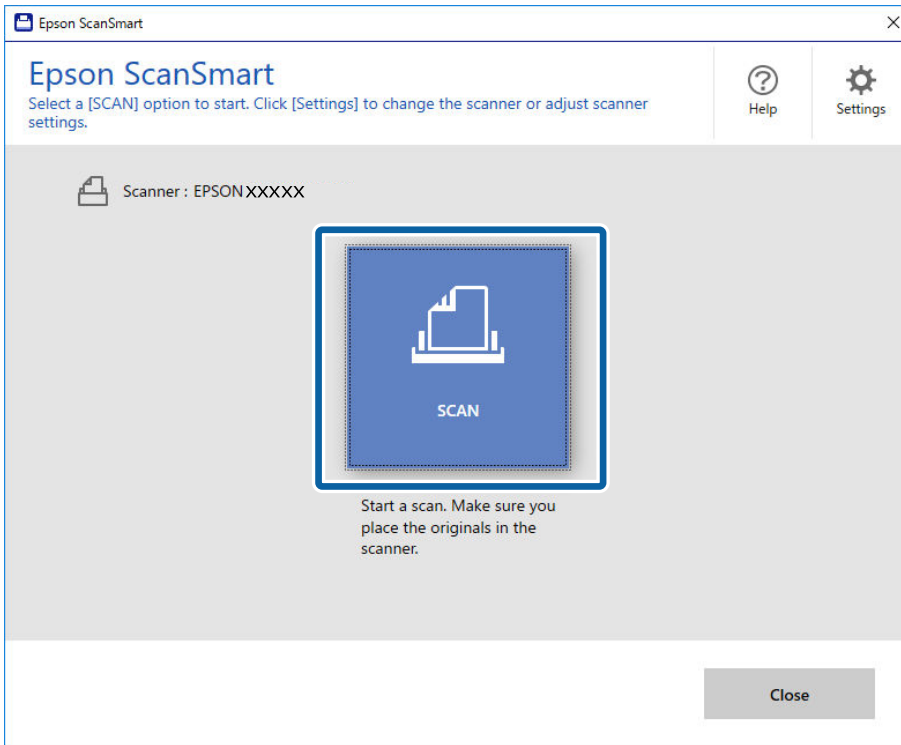 Epson ScanSmart
Epson ScanSmart
Select a [SCAN] option to start. Click [Settings] to change the scanner or adjust scanner
settings.
Help
Settings
Scanner : EPSON XXXXX
SCAN
Start a scan. Make sure you
place the originals in the
scanner.
Close